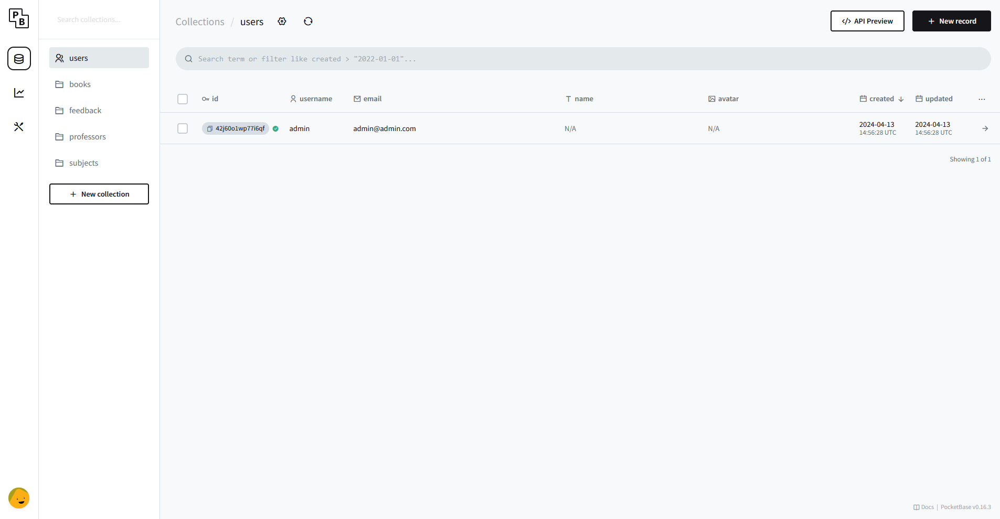 PB
Search collections...
users
books
feedback
professors
subjects
New collection
Collections / users
API Preview
New record
Search term or filter like created > "2022-01-01"...
id username email name avatar created updated
42j60o1wp77i6qf admin admin@admin.com N/A N/A 2024-04-13 14:56:28 UTC 2024-04-13 14:56:28 UTC
Showing 1 of 1
Docs | PocketBase v0.16.3